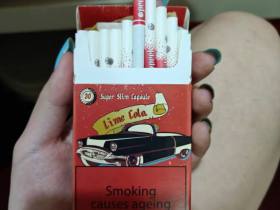 20
Super Slim Capsule
Lime Cola
Smoking
causes ageing